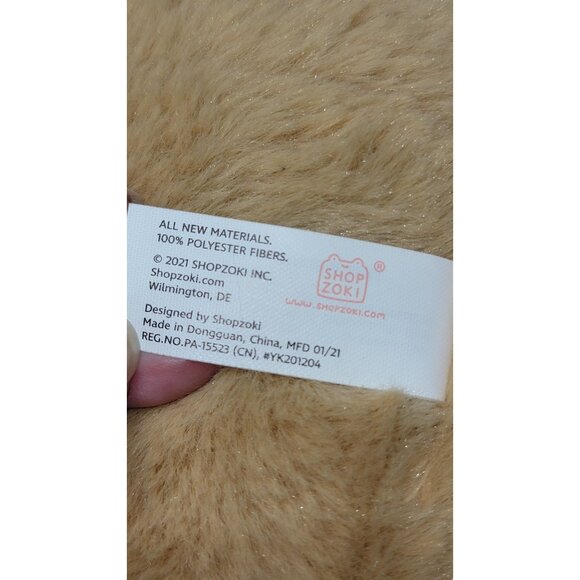 ALL NEW MATERIALS.
100% POLYESTER FIBERS.
© 2021 SHOPZOKI INC.
Shopzoki.com
Wilmington, DE
Designed by Shopzoki
Made in Dongguan, China, MFD 01/21
REG.NO.PA-15523 (CN), #YK201204
SHOP
ZOKI
®
www.SHOPZOKI.com